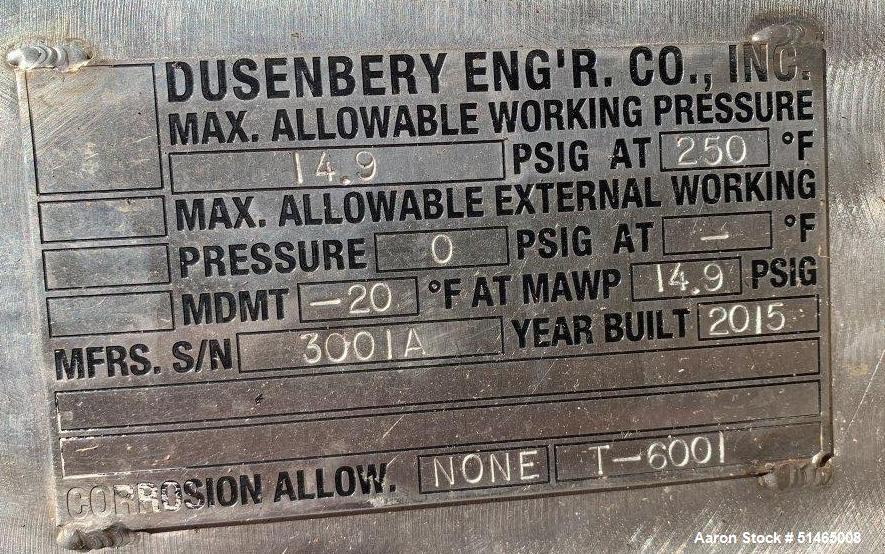 DUSENBERY ENG'R. CO., INC.
MAX. ALLOWABLE WORKING PRESSURE
14.9 PSIG AT 250 °F
MAX. ALLOWABLE EXTERNAL WORKING
PRESSURE 0 PSIG AT – °F
MDMT –20 °F AT MAWP 14.9 PSIG
MFRS. S/N 3001A YEAR BUILT 2015
CORROSION ALLOW. NONE T-6001
Aaron Stock # 51465008